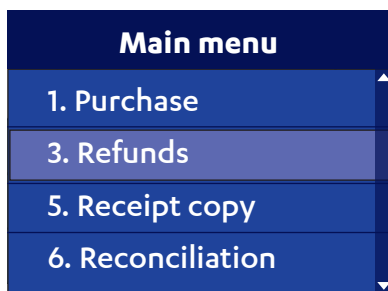 Main menu
1. Purchase
3. Refunds
5. Receipt copy
6. Reconciliation